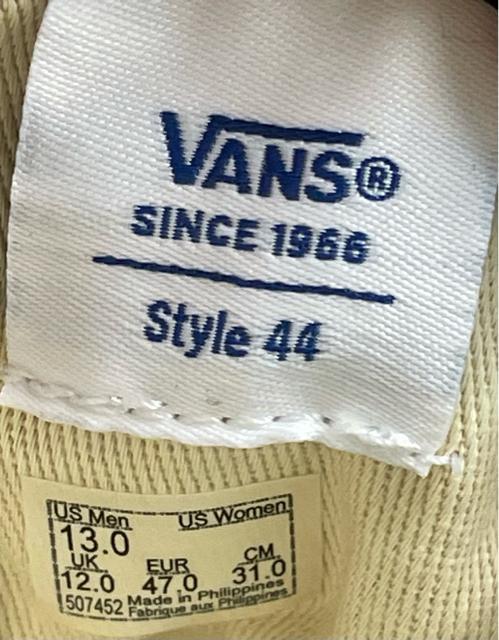 VANS®
SINCE 1966
Style 44
US Men US Women
13.0
UK EUR CM
12.0 47.0 31.0
507452 Made in Philippines
Fabrique aux Philippines